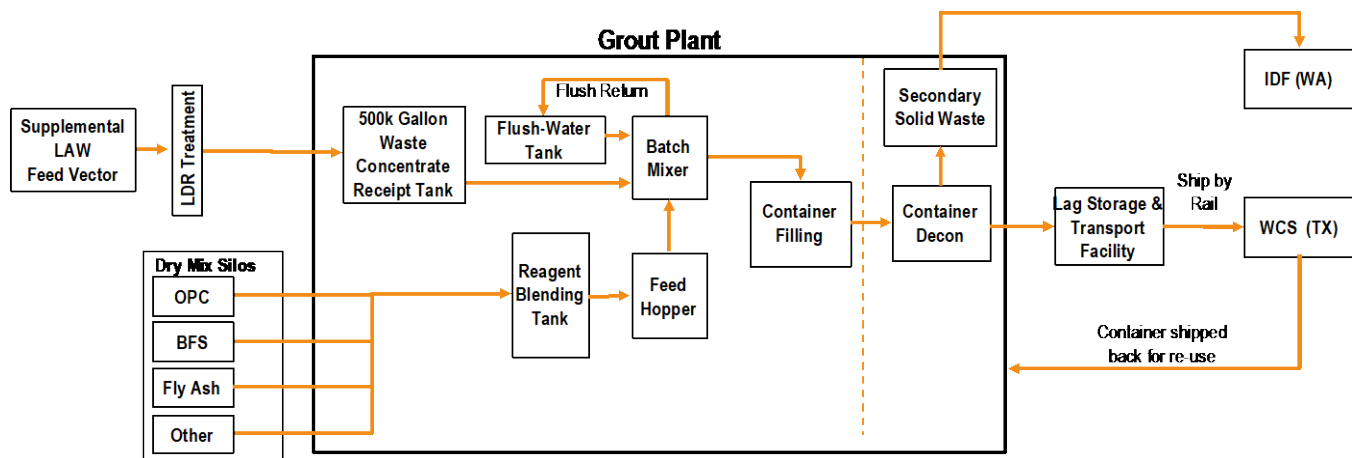 Grout Plant
Supplemental
LAW
Feed Vector
LDR Treatment
500k Gallon
Waste
Concentrate
Receipt Tank
Flush Return
Flush-Water
Tank
Batch
Mixer
Container
Filling
Secondary
Solid Waste
Container
Decon
IDF (WA)
Lag Storage &
Transport
Facility
Ship by
Rail
WCS (TX)
Container shipped
back for re-use
Dry Mix Silos
OPC
BFS
Fly Ash
Other
Reagent
Blending
Tank
Feed
Hopper